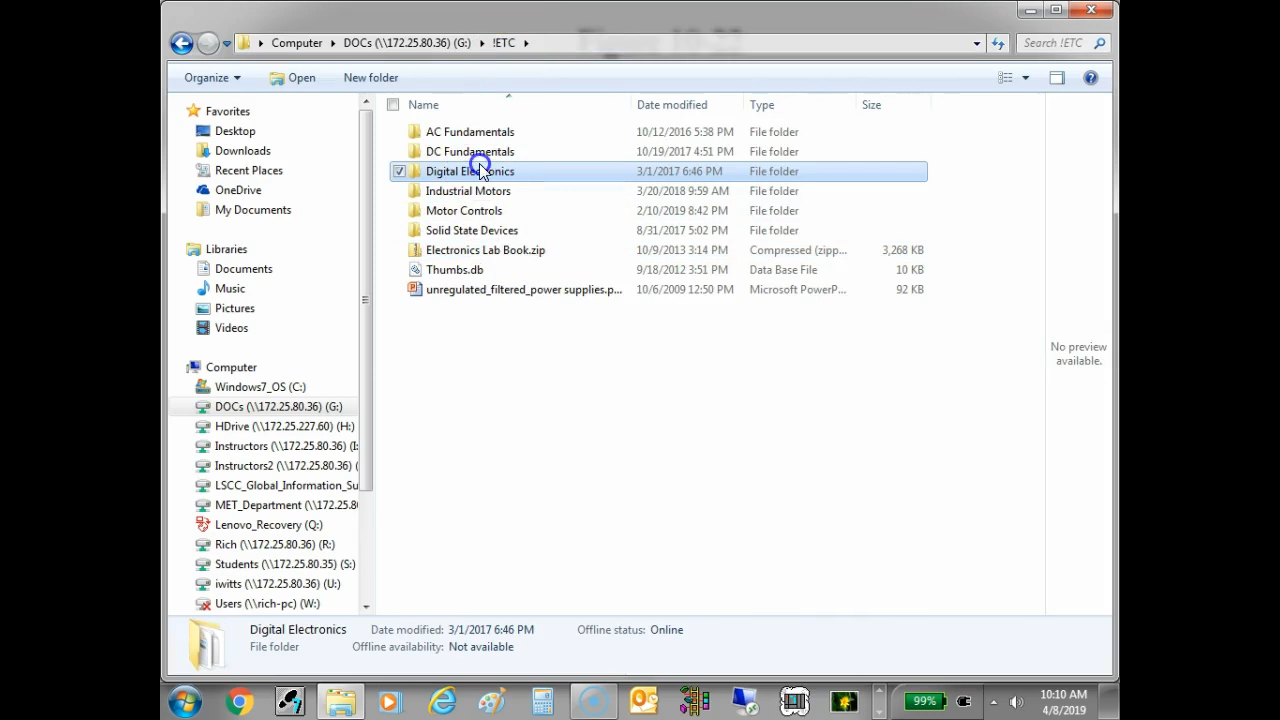 Figure 10-22
Computer DOCs (\\172.25.80.36) (G:) !ETC
Search !ETC
Organize Open New folder
Name Date modified Type Size
Favorites
Desktop
Downloads
Recent Places
OneDrive
My Documents
Libraries
Documents
Music
Pictures
Videos
Computer
Windows7_OS (C:)
DOCs (\\172.25.80.36) (G:)
HDrive (\\172.25.227.60) (H:)
Instructors (\\172.25.80.36) (I:
Instructors2 (\\172.25.80.36) (
LSCC_Global_Information_Su
MET_Department (\\172.25.8
Lenovo_Recovery (Q:)
Rich (\\172.25.80.36) (R:)
Students (\\172.25.80.35) (S:)
iwitts (\\172.25.80.36) (U:)
Users (\\rich-pc) (W:)
AC Fundamentals 10/12/2016 5:38 PM File folder
DC Fundamentals 10/19/2017 4:51 PM File folder
Digital Electronics 3/1/2017 6:46 PM File folder
Industrial Motors 3/20/2018 9:59 AM File folder
Motor Controls 2/10/2019 8:42 PM File folder
Solid State Devices 8/31/2017 5:02 PM File folder
Electronics Lab Book.zip 10/9/2013 3:14 PM Compressed (zipp... 3,268 KB
Thumbs.db 9/18/2012 3:51 PM Data Base File 10 KB
unregulated_filtered_power supplies.p... 10/6/2009 12:50 PM Microsoft PowerP... 92 KB
No preview
available.
Digital Electronics Date modified: 3/1/2017 6:46 PM Offline status: Online
File folder Offline availability: Not available
99%
10:10 AM
4/8/2019